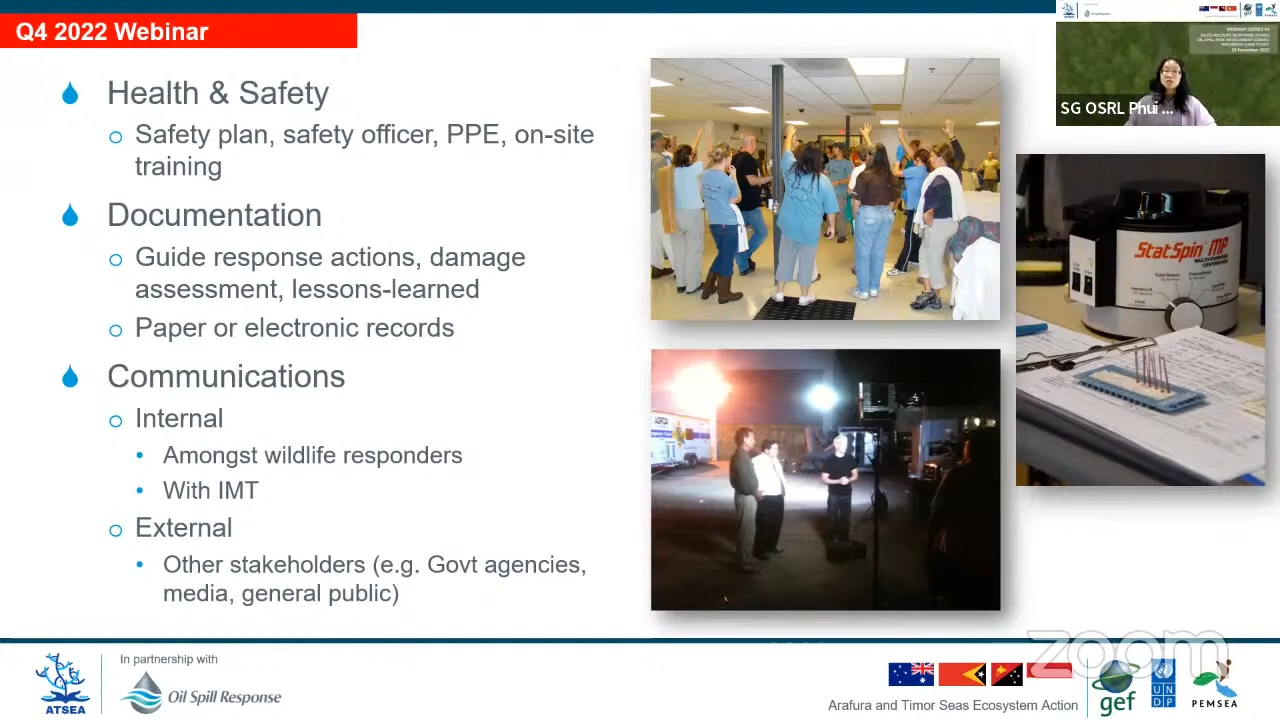 Q4 2022 Webinar
Health & Safety
Safety plan, safety officer, PPE, on-site
training
Documentation
Guide response actions, damage
assessment, lessons-learned
Paper or electronic records
Communications
Internal
Amongst wildlife responders
With IMT
External
Other stakeholders (e.g. Govt agencies,
media, general public)
SG OSRL Phui ...
StatSpin MP
MULTI-PURPOSE
CENTRIFUGE
ATSEA
In partnership with
Oil Spill Response
Arafura and Timor Seas Ecosystem Action
gef
U N
D P
PEMSEA
zoom